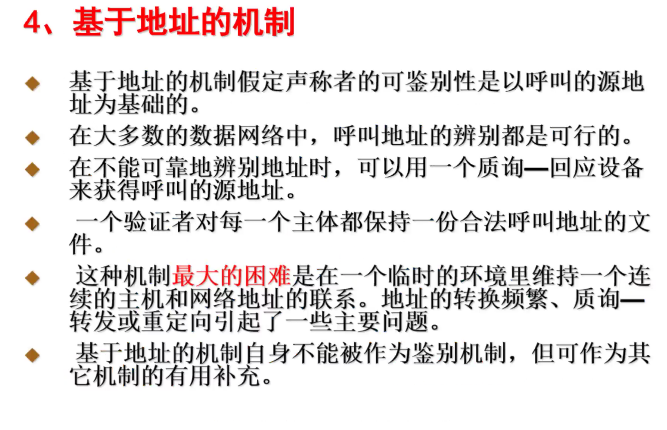 4、基于地址的机制
基于地址的机制假定声称者的可鉴别性是以呼叫的源地
址为基础的。
在大多数的数据网络中，呼叫地址的辨别都是可行的。
在不能可靠地辨别地址时，可以用一个质询—回应设备
来获得呼叫的源地址。
一个验证者对每一个主体都保持一份合法呼叫地址的文
件。
这种机制最大的困难是在一个临时的环境里维持一个连
续的主机和网络地址的联系。地址的转换频繁、质询—
转发或重定向引起了一些主要问题。
基于地址的机制自身不能被作为鉴别机制，但可作为其
它机制的有用补充。